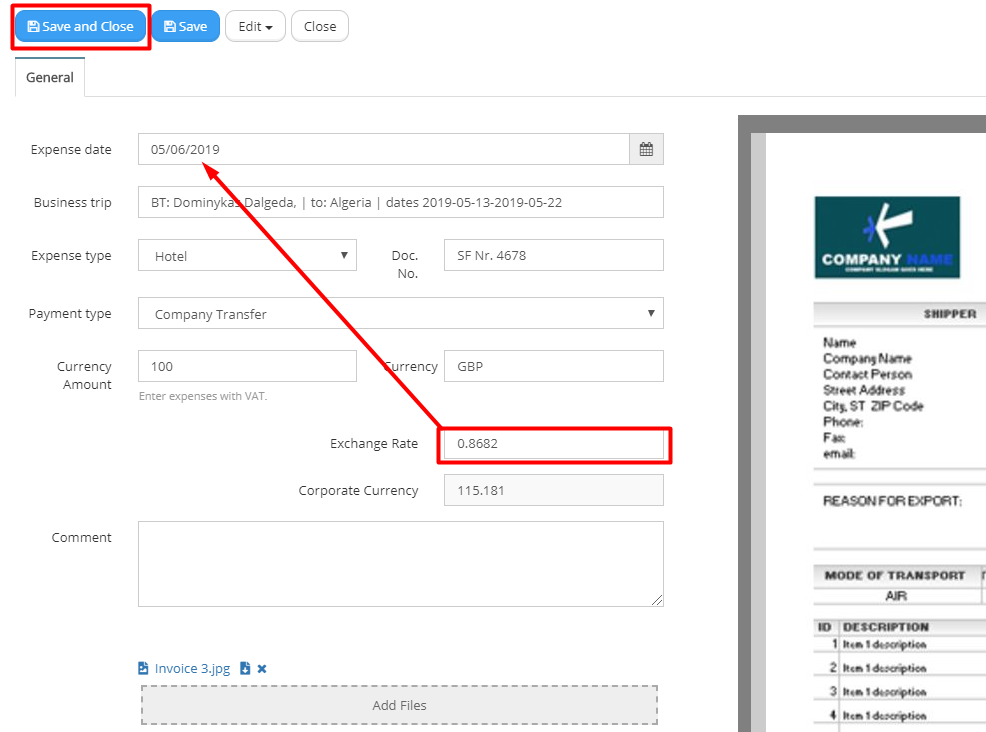 Save and Close Save Edit Close
General
Expense date 05/06/2019
Business trip BT: Dominykas Dalgeda, | to: Algeria | dates 2019-05-13-2019-05-22
Expense type Hotel Doc. No. SF Nr. 4678
Payment type Company Transfer
Currency Amount 100 Currency GBP
Enter expenses with VAT.
Exchange Rate 0.8682
Corporate Currency 115.181
Comment
Invoice 3.jpg
Add Files
COMPANY NAME
COMPANY SLOGAN GOES HERE
SHIPPER
Name
Company Name
Contact Person
Street Address
City, ST ZIP Code
Phone:
Fax:
email:
REASON FOR EXPORT:
MODE OF TRANSPORT
AIR
ID DESCRIPTION
1 Item 1 description
2 Item 1 description
3 Item 1 description
4 Item 1 description